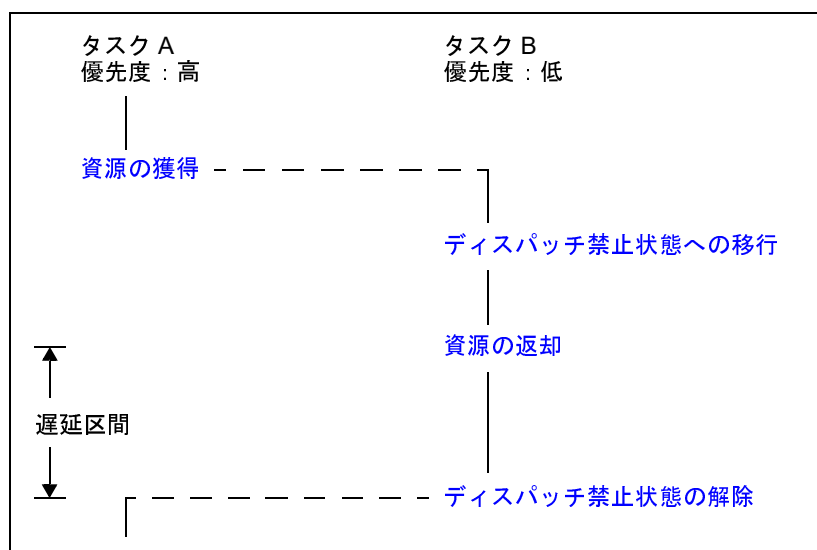 タスク A
優先度 : 高
タスク B
優先度 : 低
資源の獲得
ディスパッチ禁止状態への移行
資源の返却
遅延区間
ディスパッチ禁止状態の解除